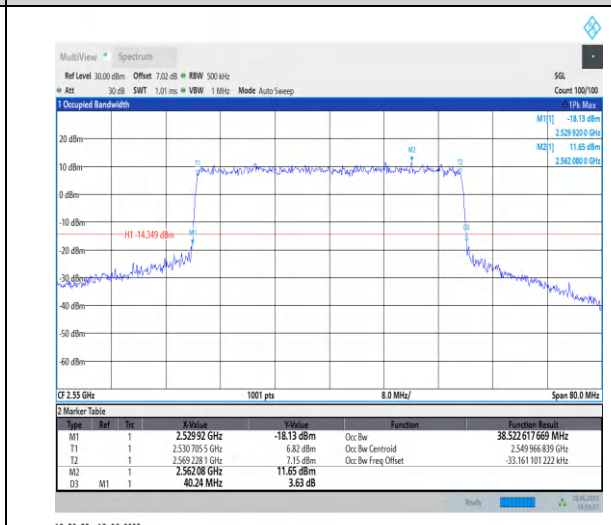 MultiView Spectrum
Ref Level 30.00 dBm Offset 7.02 dB RBW 500 kHz SGL
Att 30 dB SWT 1.01 ms VBW 1 MHz Mode Auto Sweep Count 100/100
1 Occupied Bandwidth 1Pk Max
M1[1] -18.13 dBm
2.529 920 0 GHz
M2[1] 11.65 dBm
2.562 080 0 GHz
20 dBm
M2
T1
T2
10 dBm
0 dBm
-10 dBm
H1 -14.349 dBm
M1
D3
-20 dBm
-30 dBm
-40 dBm
-50 dBm
-60 dBm
CF 2.55 GHz 1001 pts 8.0 MHz/ Span 80.0 MHz
2 Marker Table
Type Ref Trc X-Value Y-Value Function Function Result
M1 1 2.529 92 GHz -18.13 dBm Occ Bw 38.522 617 669 MHz
T1 1 2.530 705 5 GHz 6.82 dBm Occ Bw Centroid 2.549 966 839 GHz
T2 1 2.569 228 1 GHz 7.15 dBm Occ Bw Freq Offset -33.161 101 222 kHz
M2 1 2.562 08 GHz 11.65 dBm
D3 M1 1 40.24 MHz 3.63 dB
Ready